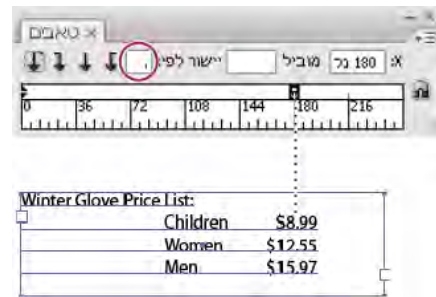 טאבים ×
X: 180 נק מוביל יישור לפי: .
0 36 72 108 144 180 216
Winter Glove Price List:
Children $8.99
Women $12.55
Men $15.97